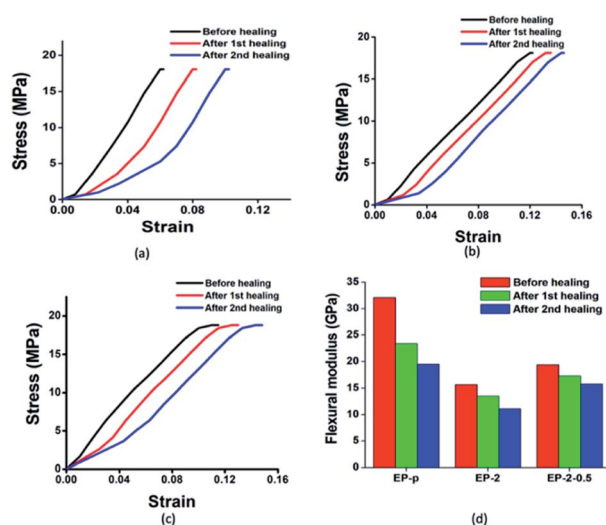 Before healing
After 1st healing
After 2nd healing
Stress (MPa)
20
15
10
5
0
0.00 0.04 0.08 0.12
Strain
(a)
Before healing
After 1st healing
After 2nd healing
Stress (MPa)
20
15
10
5
0
0.00 0.04 0.08 0.12 0.16
Strain
(b)
Before healing
After 1st healing
After 2nd healing
Stress (MPa)
20
15
10
5
0
0.00 0.04 0.08 0.12 0.16
Strain
(c)
Before healing
After 1st healing
After 2nd healing
Flexural modulus (GPa)
35
30
25
20
15
10
5
0
EP-p EP-2 EP-2-0.5
(d)